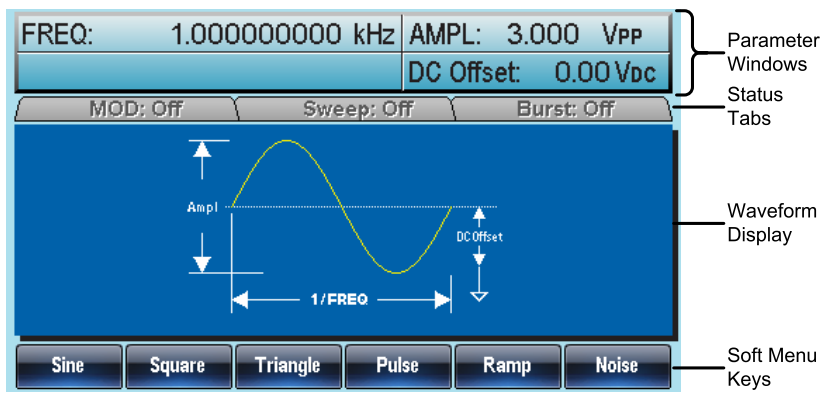 FREQ: 1.000000000 kHz AMPL: 3.000 VPP
DC Offset: 0.00 VDC
Parameter
Windows
MOD: Off Sweep: Off Burst: Off
Status
Tabs
Ampl
DC Offset
1/FREQ
Waveform
Display
Sine Square Triangle Pulse Ramp Noise
Soft Menu
Keys